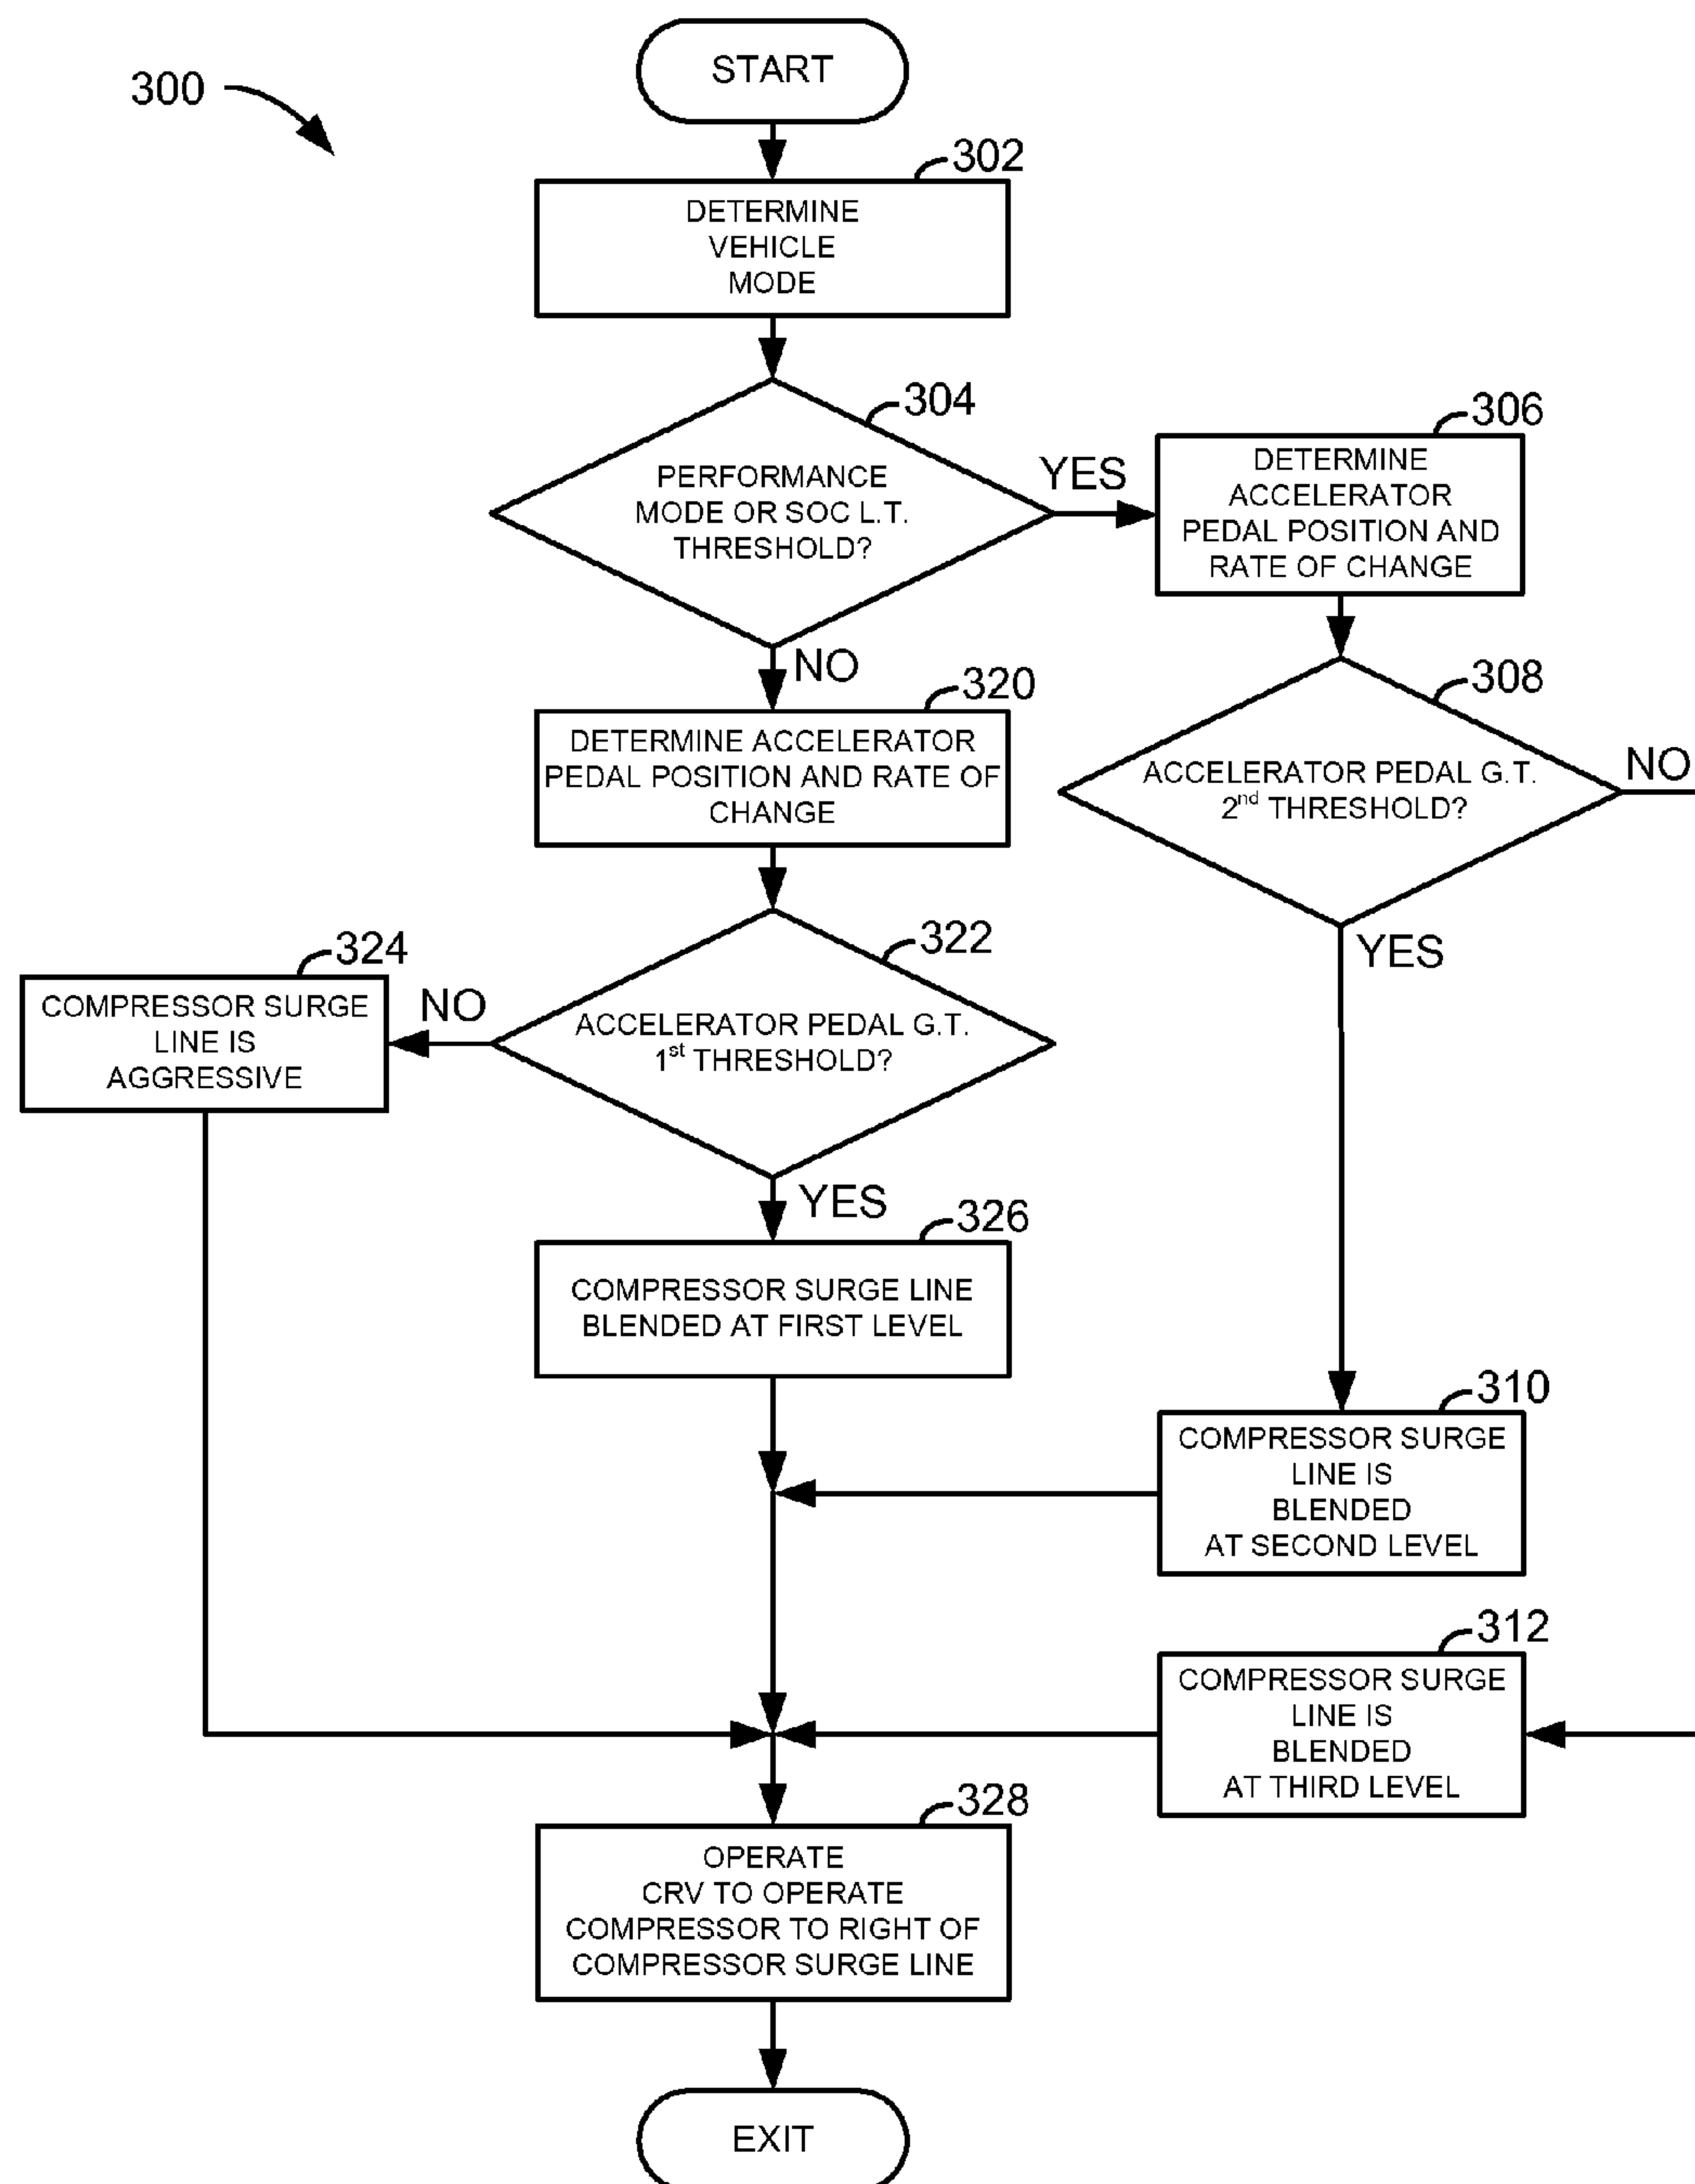 300
START
302
DETERMINE
VEHICLE
MODE
304
PERFORMANCE
MODE OR SOC L.T.
THRESHOLD?
YES
NO
306
DETERMINE
ACCELERATOR
PEDAL POSITION AND
RATE OF CHANGE
308
ACCELERATOR PEDAL G.T.
2nd THRESHOLD?
NO
YES
320
DETERMINE ACCELERATOR
PEDAL POSITION AND RATE OF
CHANGE
322
ACCELERATOR PEDAL G.T.
1st THRESHOLD?
NO
YES
324
COMPRESSOR SURGE
LINE IS
AGGRESSIVE
326
COMPRESSOR SURGE LINE
BLENDED AT FIRST LEVEL
310
COMPRESSOR SURGE
LINE IS
BLENDED
AT SECOND LEVEL
312
COMPRESSOR SURGE
LINE IS
BLENDED
AT THIRD LEVEL
328
OPERATE
CRV TO OPERATE
COMPRESSOR TO RIGHT OF
COMPRESSOR SURGE LINE
EXIT